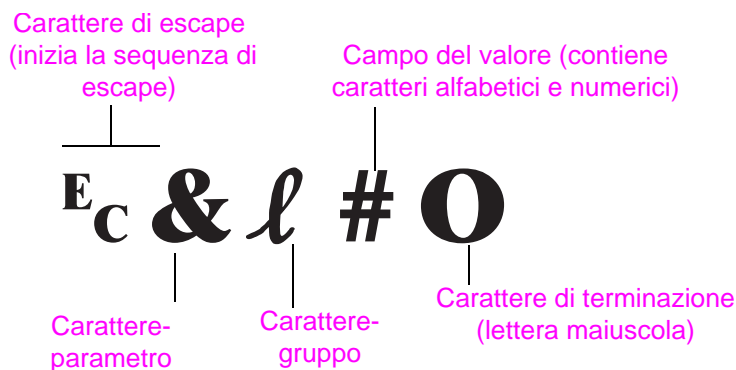 Carattere di escape
(inizia la sequenza di
escape)
Campo del valore (contiene
caratteri alfabetici e numerici)
EC & ℓ # O
Carattere-
parametro
Carattere-
gruppo
Carattere di terminazione
(lettera maiuscola)